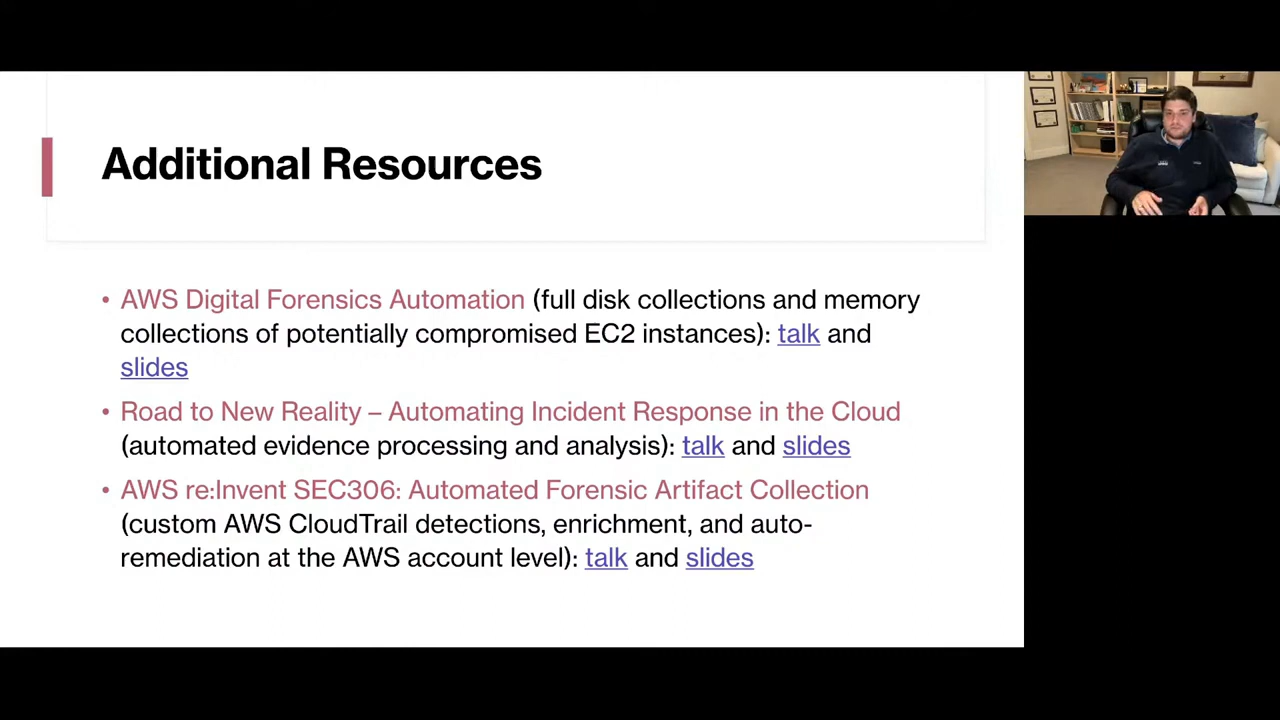 Additional Resources
• AWS Digital Forensics Automation (full disk collections and memory
collections of potentially compromised EC2 instances): talk and
slides
• Road to New Reality – Automating Incident Response in the Cloud
(automated evidence processing and analysis): talk and slides
• AWS re:Invent SEC306: Automated Forensic Artifact Collection
(custom AWS CloudTrail detections, enrichment, and auto-
remediation at the AWS account level): talk and slides